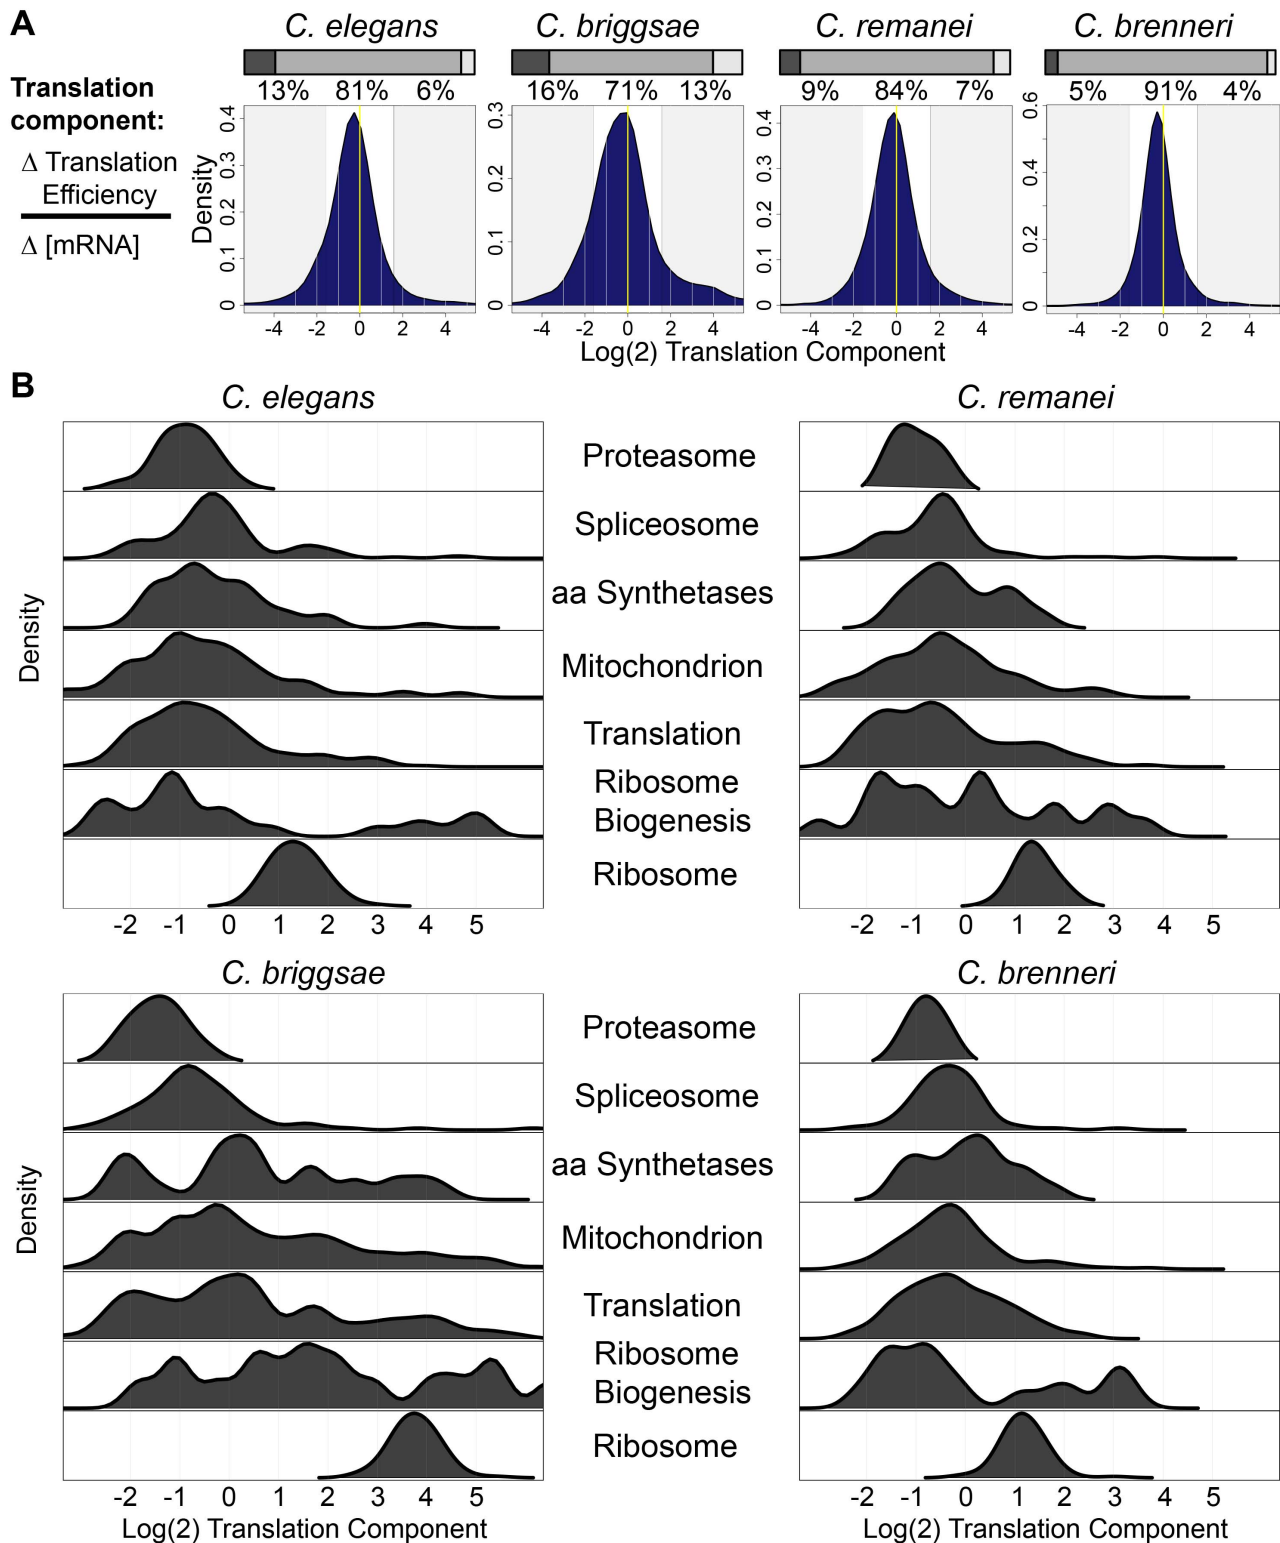 A
C. elegans
C. briggsae
C. remanei
C. brenneri
Translation
component:
13% 81% 6%
16% 71% 13%
9% 84% 7%
5% 91% 4%
Δ Translation
Efficiency
Δ [mRNA]
Density
0.4
0.3
0.2
0.1
0
-4 -2 0 2 4
0.3
0.2
0.1
0
-4 -2 0 2 4
0.4
0.3
0.2
0.1
0
-4 -2 0 2 4
0.6
0.4
0.2
0
-4 -2 0 2 4
Log(2) Translation Component
B
C. elegans
C. remanei
Density
Proteasome
Spliceosome
aa Synthetases
Mitochondrion
Translation
Ribosome
Biogenesis
Ribosome
-2 -1 0 1 2 3 4 5
-2 -1 0 1 2 3 4 5
C. briggsae
C. brenneri
Density
Proteasome
Spliceosome
aa Synthetases
Mitochondrion
Translation
Ribosome
Biogenesis
Ribosome
-2 -1 0 1 2 3 4 5
-2 -1 0 1 2 3 4 5
Log(2) Translation Component
Log(2) Translation Component